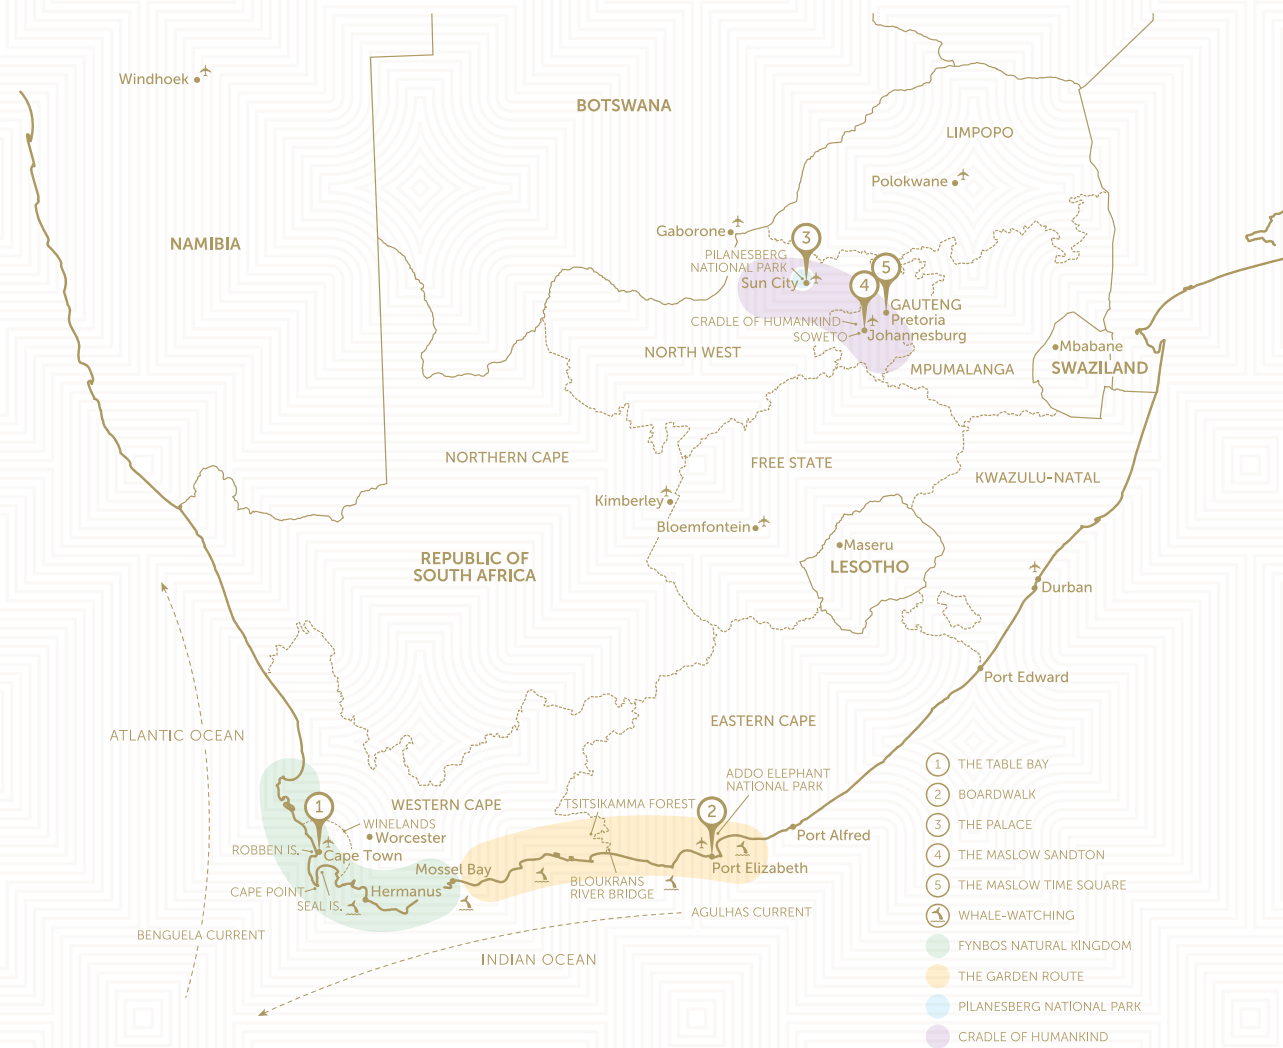 Windhoek
BOTSWANA
LIMPOPO
Polokwane
Gaborone
NAMIBIA
3
PILANESBERG
NATIONAL PARK
Sun City
5
4
GAUTENG
Pretoria
CRADLE OF HUMANKIND
SOWETO
Johannesburg
NORTH WEST
MPUMALANGA
Mbabane
SWAZILAND
NORTHERN CAPE
FREE STATE
KWAZULU-NATAL
Kimberley
Bloemfontein
Maseru
LESOTHO
REPUBLIC OF
SOUTH AFRICA
Durban
Port Edward
EASTERN CAPE
ATLANTIC OCEAN
ADDO ELEPHANT
NATIONAL PARK
WESTERN CAPE
TSITSIKAMMA FOREST
1
2
WINELANDS
Worcester
Port Alfred
ROBBEN IS.
Cape Town
Mossel Bay
Port Elizabeth
CAPE POINT
Hermanus
SEAL IS.
BLOUKRANS
RIVER BRIDGE
AGULHAS CURRENT
BENGUELA CURRENT
INDIAN OCEAN
1 THE TABLE BAY
2 BOARDWALK
3 THE PALACE
4 THE MASLOW SANDTON
5 THE MASLOW TIME SQUARE
WHALE-WATCHING
FYNBOS NATURAL KINGDOM
THE GARDEN ROUTE
PILANESBERG NATIONAL PARK
CRADLE OF HUMANKIND